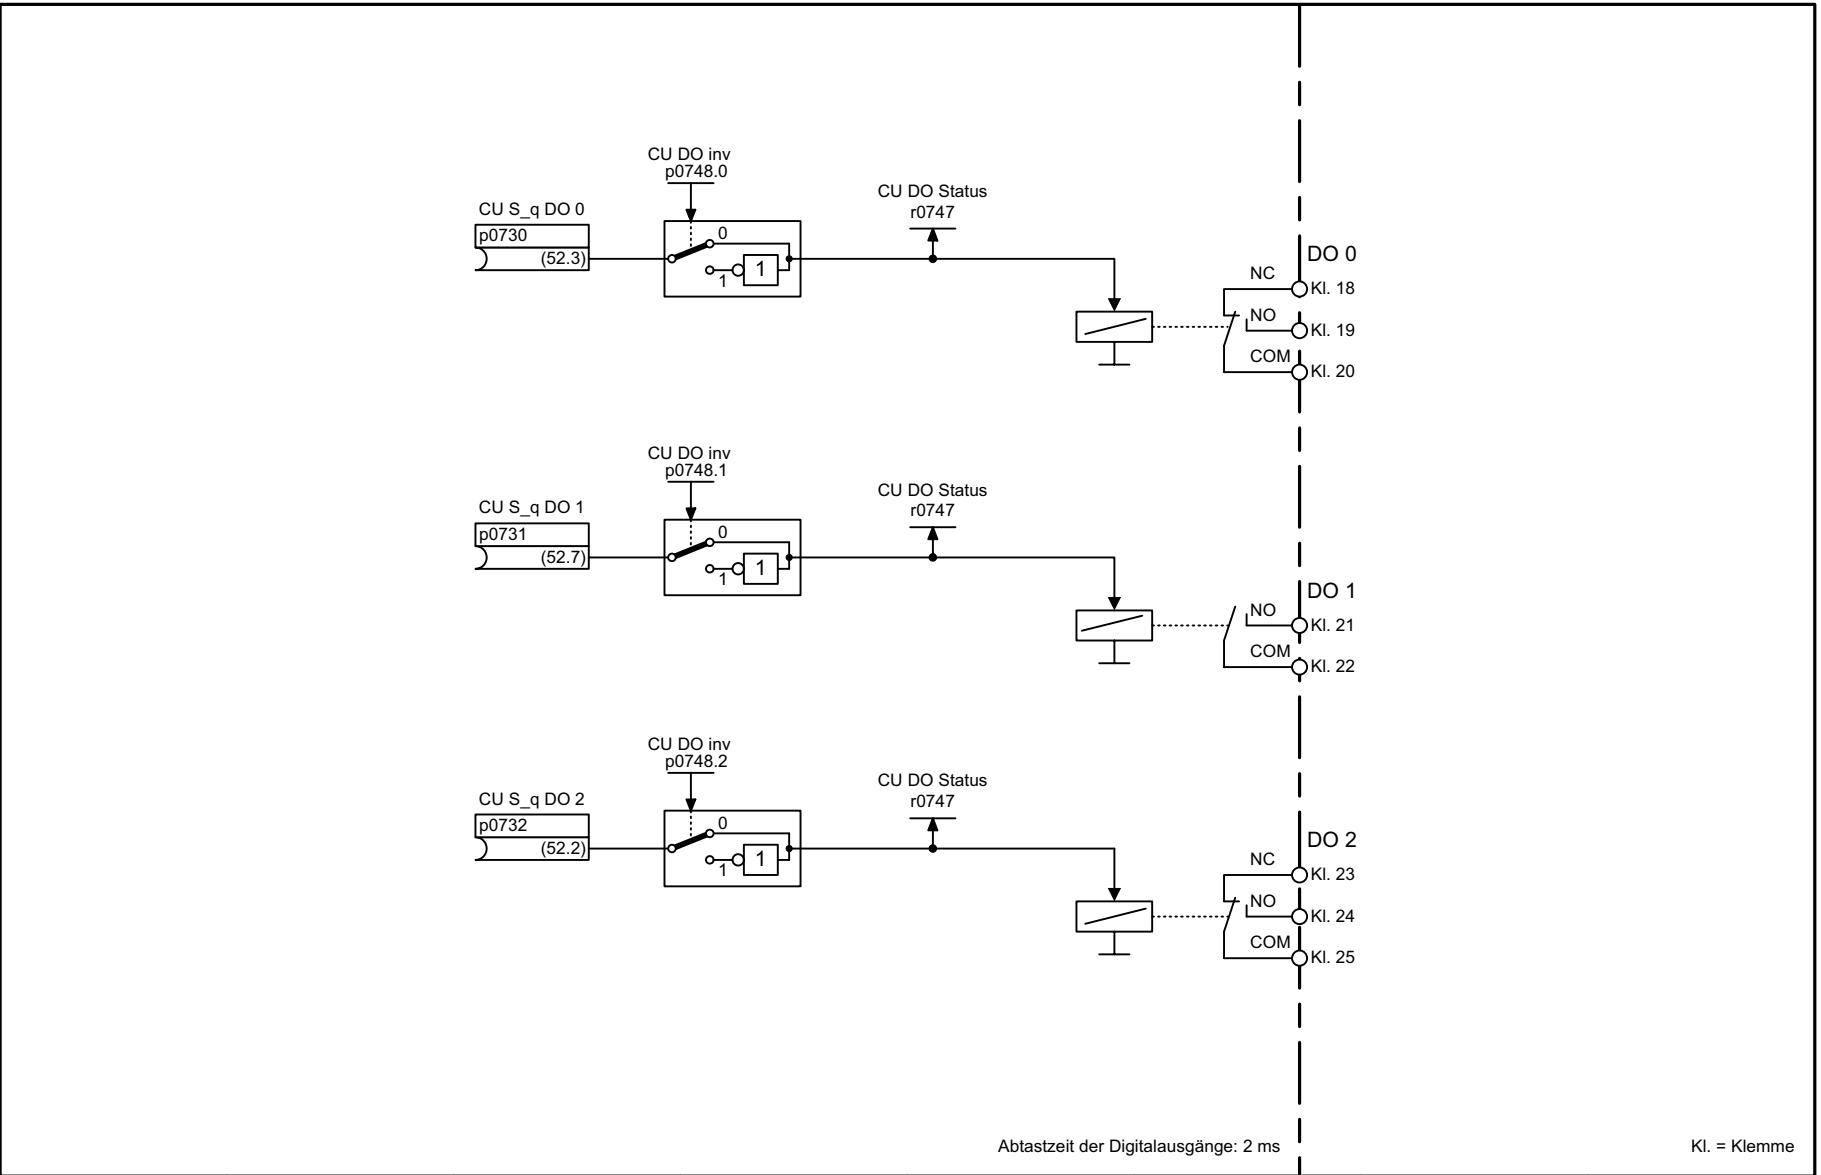 CU DO inv
p0748.0
CU DO Status
r0747
CU S_q DO 0
p0730
(52.3)
0
1
1
DO 0
NC
Kl. 18
NO
Kl. 19
COM
Kl. 20
CU DO inv
p0748.1
CU DO Status
r0747
CU S_q DO 1
p0731
(52.7)
0
1
1
DO 1
NO
Kl. 21
COM
Kl. 22
CU DO inv
p0748.2
CU DO Status
r0747
CU S_q DO 2
p0732
(52.2)
0
1
1
DO 2
NC
Kl. 23
NO
Kl. 24
COM
Kl. 25
Abtastzeit der Digitalausgänge: 2 ms
Kl. = Klemme